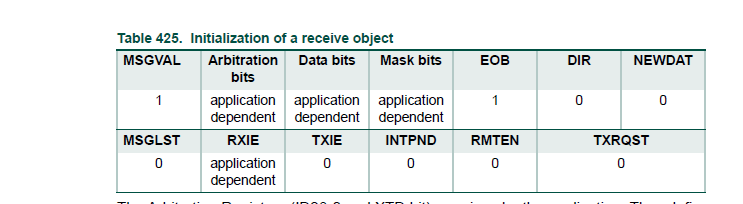 Table 425. Initialization of a receive object
MSGVAL Arbitration bits Data bits Mask bits EOB DIR NEWDAT
1 application dependent application dependent application dependent 1 0 0
MSGLST RXIE TXIE INTPND RMTEN TXRQST
0 application dependent 0 0 0 0